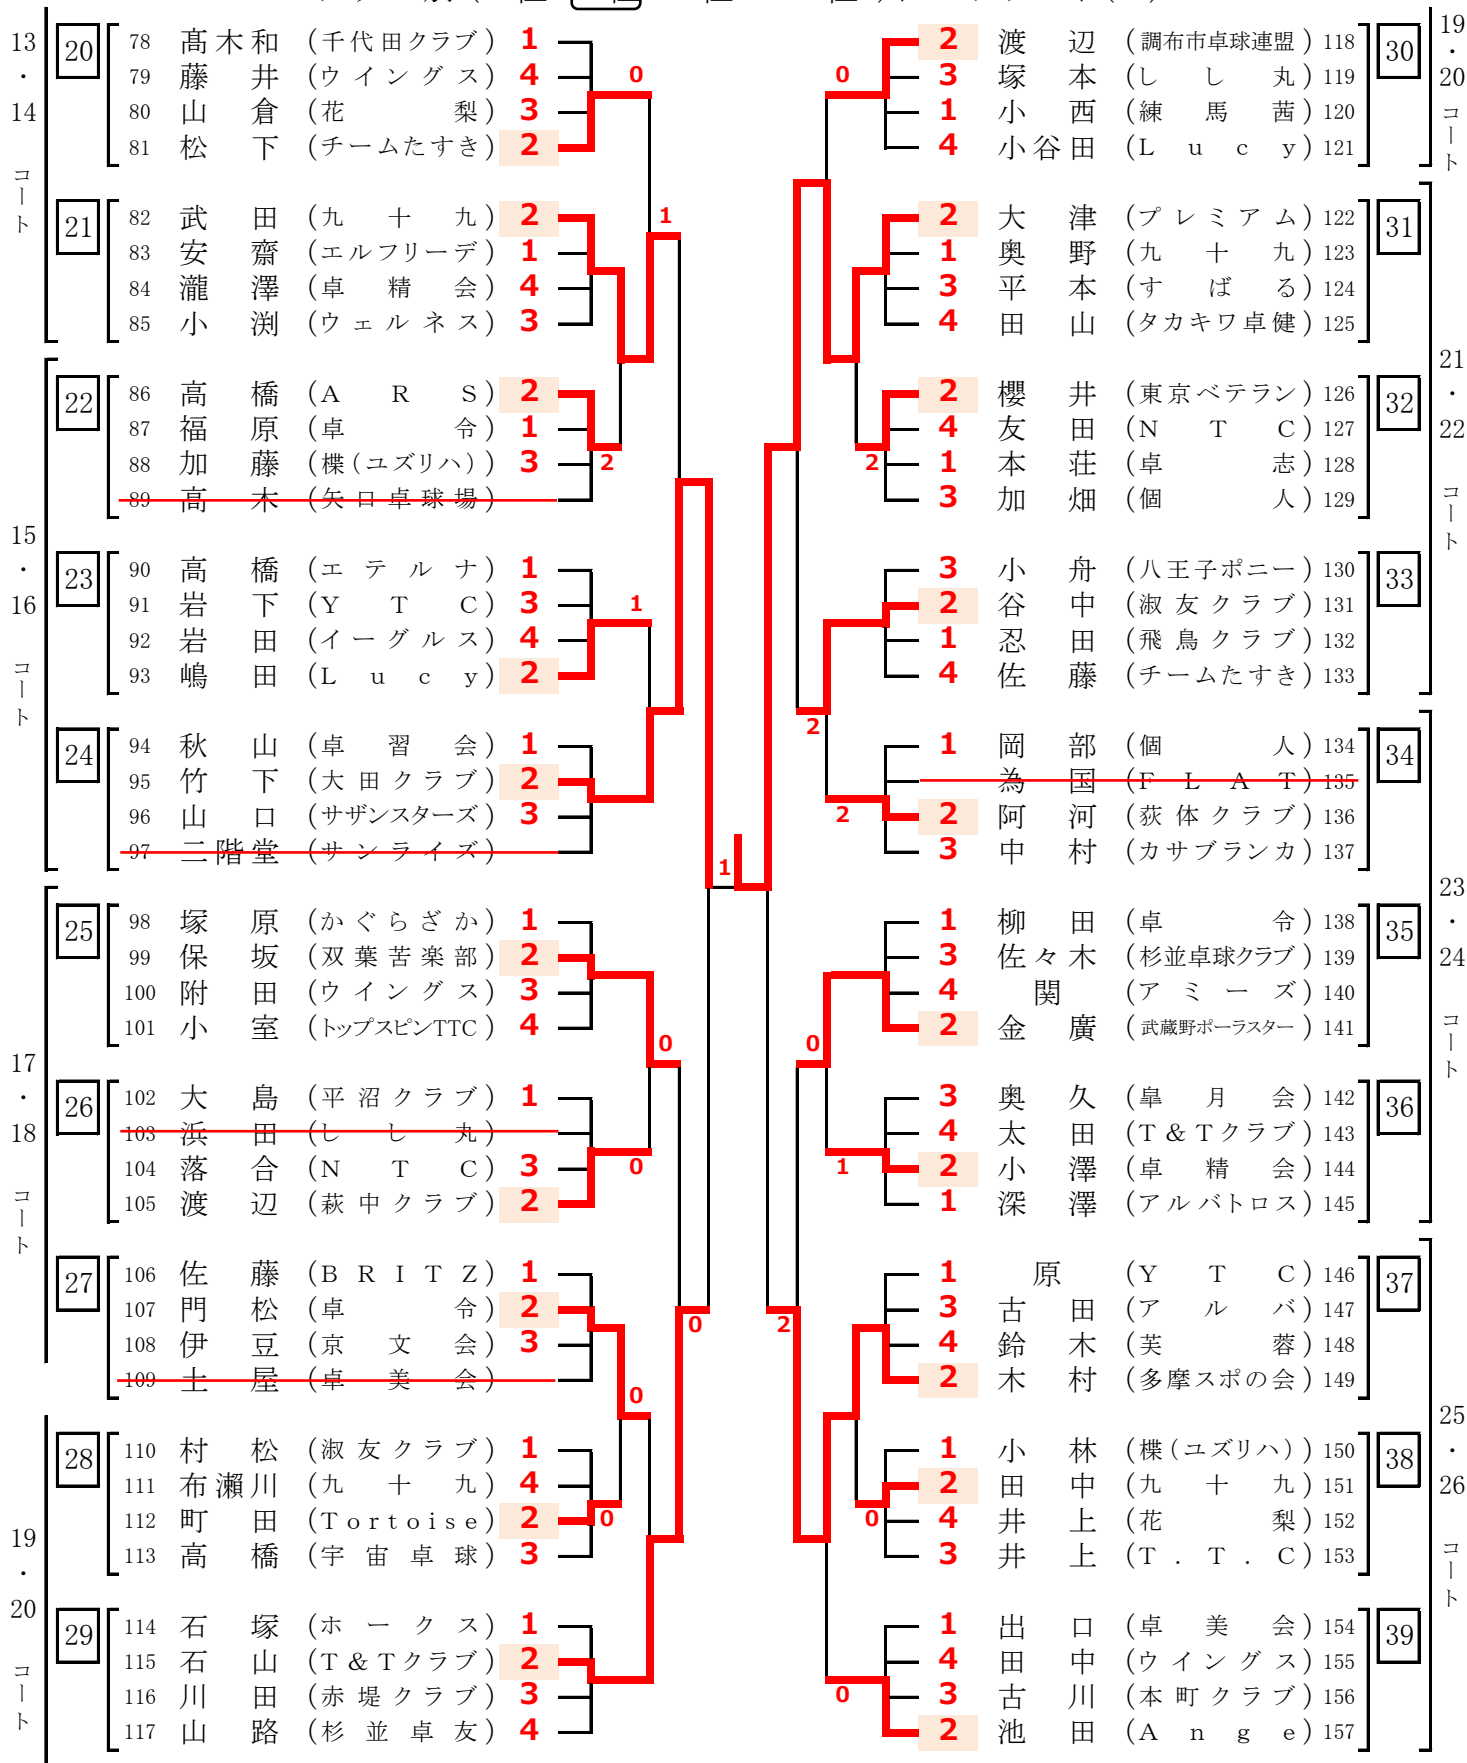 20
78 髙木和 (千代田クラブ) 1
79 藤井 (ウイングス) 4
80 山倉 (花梨) 3
81 松下 (チームたすき) 2
21
82 武田 (九十九) 2
83 安齋 (エルフリーデ) 1
84 瀧澤 (卓精会) 4
85 小渕 (ウェルネス) 3
22
86 高橋 (ARS) 2
87 福原 (卓令) 1
88 加藤 (楪(ユズリハ)) 3
89 高木 (矢口卓球場)
23
90 高橋 (エテルナ) 1
91 岩下 (YTC) 3
92 岩田 (イーグルス) 4
93 嶋田 (Lucy) 2
24
94 秋山 (卓習会) 1
95 竹下 (大田クラブ) 2
96 山口 (サザンスターズ) 3
97 二階堂 (サンライズ)
25
98 塚原 (かぐらざか) 1
99 保坂 (双葉苦楽部) 2
100 附田 (ウイングス) 3
101 小室 (トップスピンTTC) 4
26
102 大島 (平沼クラブ) 1
103 浜田 (しし丸)
104 落合 (NTC) 3
105 渡辺 (萩中クラブ) 2
27
106 佐藤 (BRITZ) 1
107 門松 (卓令) 2
108 伊豆 (京文会) 3
109 土屋 (卓美会)
28
110 村松 (淑友クラブ) 1
111 布瀬川 (九十九) 4
112 町田 (Tortoise) 2
113 高橋 (宇宙卓球) 3
29
114 石塚 (ホークス) 1
115 石山 (T&Tクラブ) 2
116 川田 (赤堤クラブ) 3
117 山路 (杉並卓友) 4
13・14 コート
15・16 コート
17・18 コート
19・20 コート
0
1
2
1
0
0
0
0
0
1
30
2 渡辺 (調布市卓球連盟) 118
3 塚本 (しし丸) 119
1 小西 (練馬茜) 120
4 小谷田 (Lucy) 121
31
2 大津 (プレミアム) 122
1 奥野 (九十九) 123
3 平本 (すばる) 124
4 田山 (タカキワ卓健) 125
32
2 櫻井 (東京ベテラン) 126
4 友田 (NTC) 127
1 本荘 (卓志) 128
3 加畑 (個人) 129
33
3 小舟 (八王子ポニー) 130
2 谷中 (淑友クラブ) 131
1 忍田 (飛鳥クラブ) 132
4 佐藤 (チームたすき) 133
34
1 岡部 (個人) 134
為国 (FLAT) 135
2 阿河 (荻体クラブ) 136
3 中村 (カサブランカ) 137
35
1 柳田 (卓令) 138
3 佐々木 (杉並卓球クラブ) 139
4 関 (アミーズ) 140
2 金廣 (武蔵野ポーラスター) 141
36
3 奥久 (皐月会) 142
4 太田 (T&Tクラブ) 143
2 小澤 (卓精会) 144
1 深澤 (アルバトロス) 145
37
1 原 (YTC) 146
3 古田 (アルバ) 147
4 鈴木 (芙蓉) 148
2 木村 (多摩スポの会) 149
38
1 小林 (楪(ユズリハ)) 150
2 田中 (九十九) 151
4 井上 (花梨) 152
3 井上 (T.T.C) 153
39
1 出口 (卓美会) 154
4 田中 (ウイングス) 155
3 古川 (本町クラブ) 156
2 池田 (Ange) 157
19・20 コート
21・22 コート
23・24 コート
25・26 コート
0
2
2
2
0
1
2
0
0